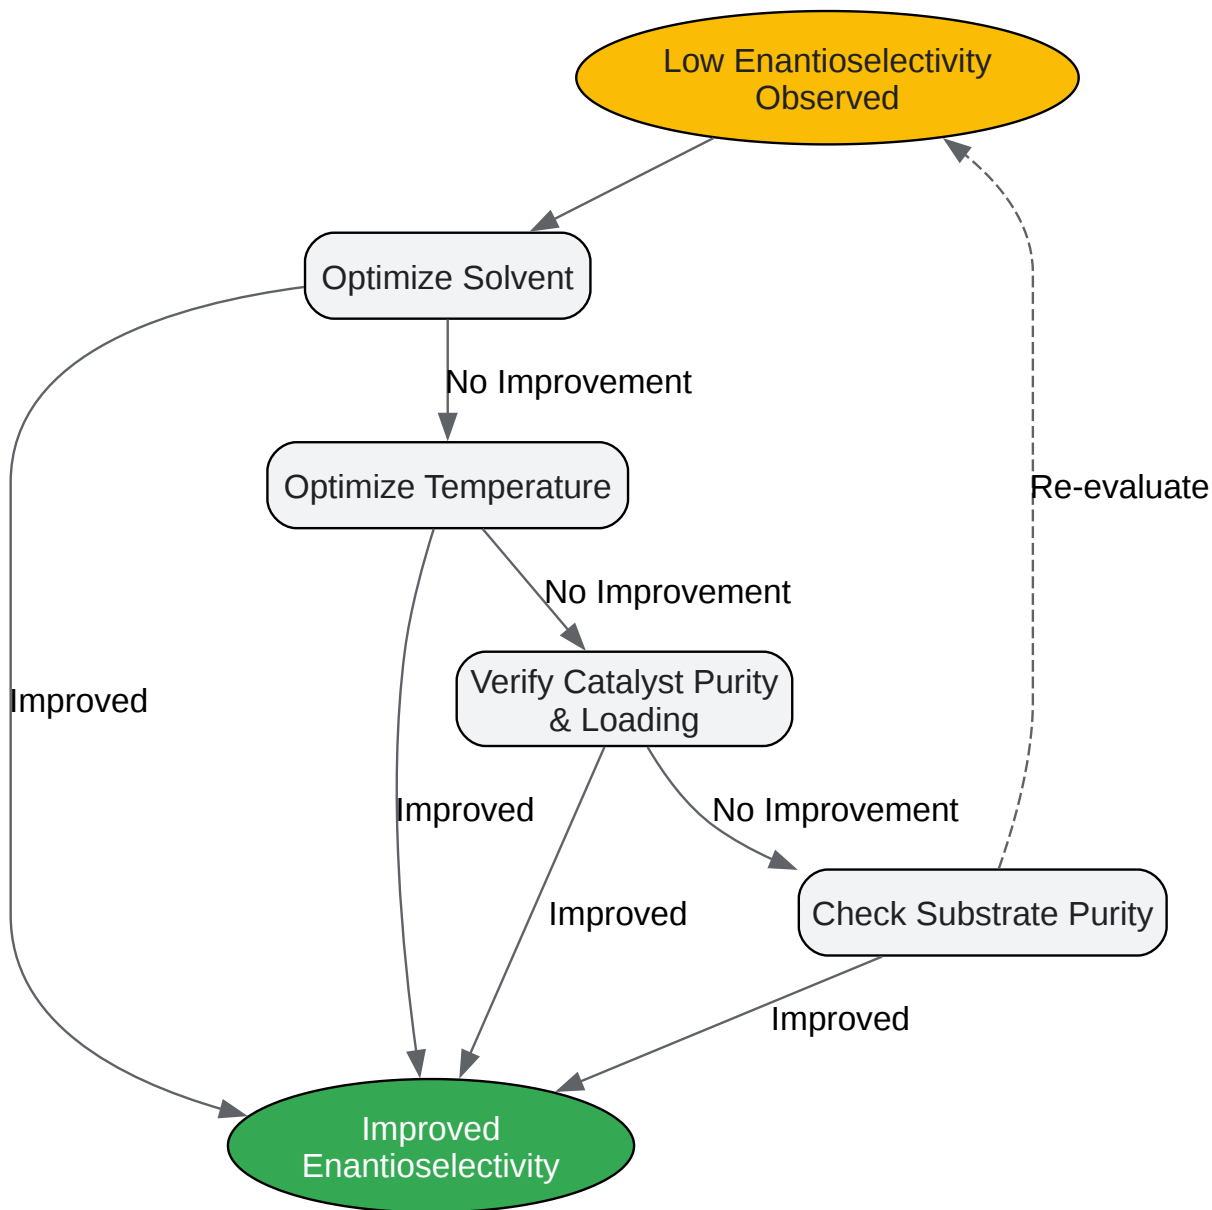 Low Enantioselectivity
Observed
Optimize Solvent
No Improvement
Optimize Temperature
Re-evaluate
No Improvement
Verify Catalyst Purity
& Loading
Improved
Improved
No Improvement
Improved
Check Substrate Purity
Improved
Improved
Enantioselectivity